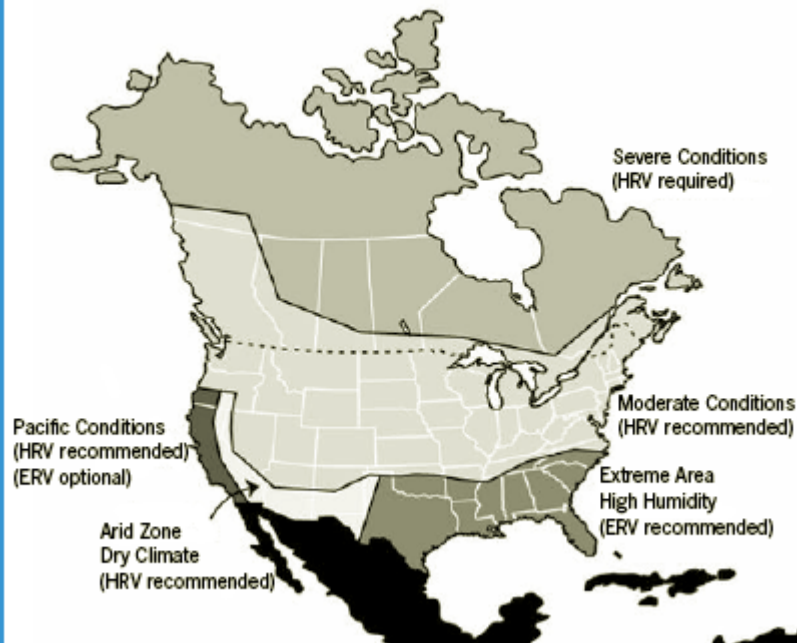 Severe Conditions
(HRV required)
Moderate Conditions
(HRV recommended)
Pacific Conditions
(HRV recommended)
(ERV optional)
Extreme Area
High Humidity
(ERV recommended)
Arid Zone
Dry Climate
(HRV recommended)